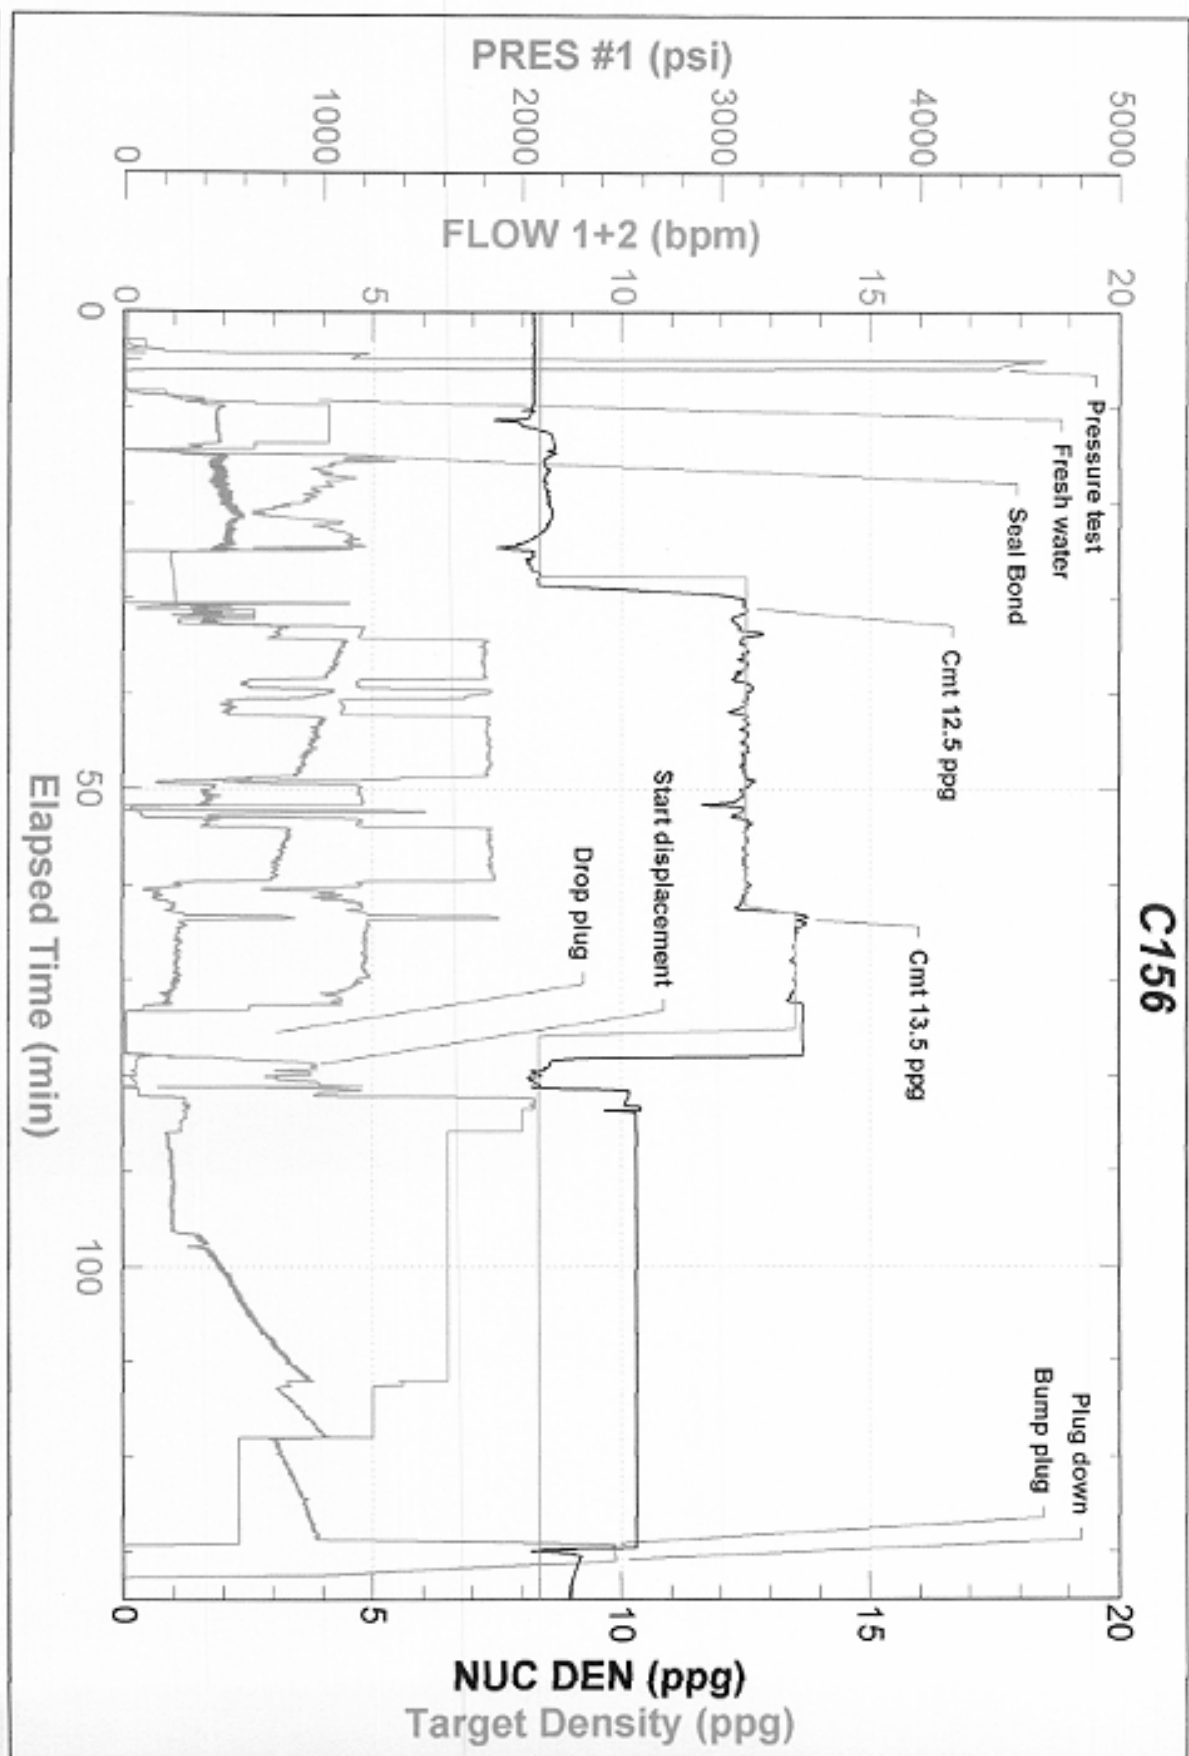 C156
PRES #1 (psi)
0
1000
2000
3000
4000
5000
FLOW 1+2 (bpm)
0
5
10
15
20
Pressure test
Fresh water
Seal Bond
Cmt 12.5 ppg
Cmt 13.5 ppg
Start displacement
Drop plug
Plug down
Bump plug
0
50
100
Elapsed Time (min)
0
5
10
15
20
NUC DEN (ppg)
Target Density (ppg)